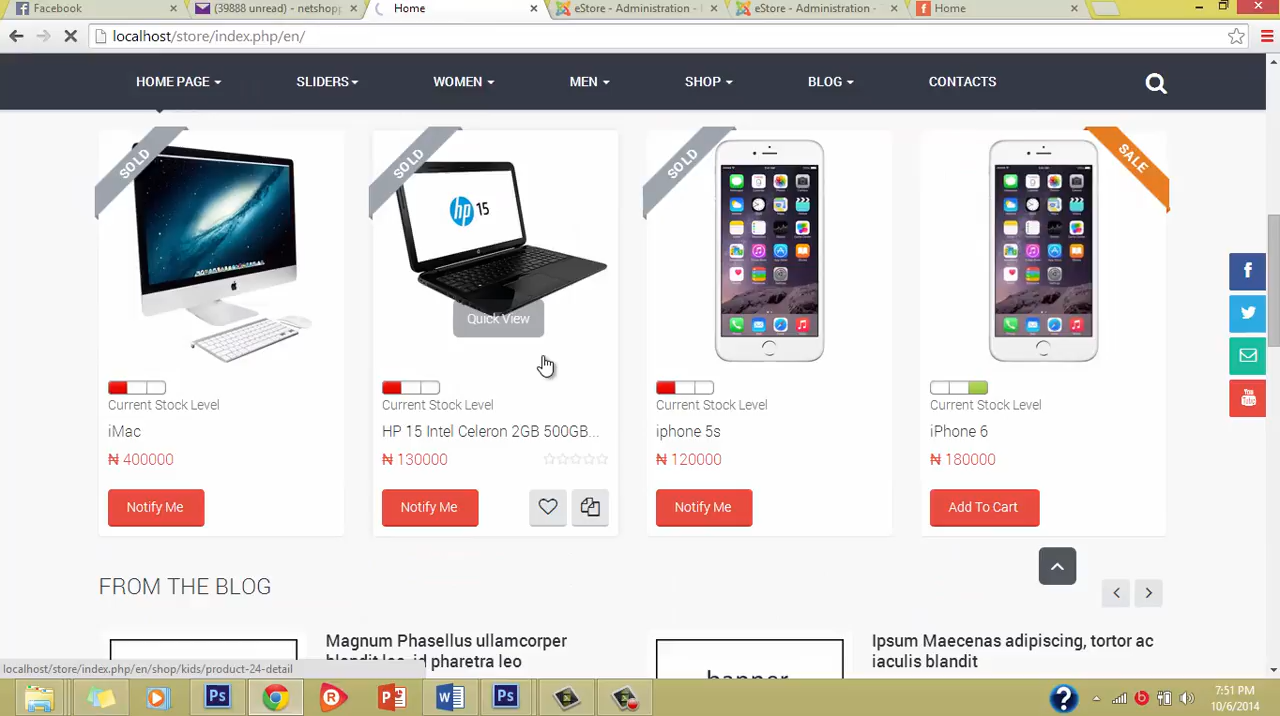 Facebook
(39888 unread) - netshopp
Home
eStore - Administration -
eStore - Administration -
Home
localhost/store/index.php/en/
HOME PAGE
SLIDERS
WOMEN
MEN
SHOP
BLOG
CONTACTS
SOLD
SOLD
SOLD
SALE
hp 15
Quick View
Current Stock Level
Current Stock Level
Current Stock Level
Current Stock Level
iMac
HP 15 Intel Celeron 2GB 500GB...
iphone 5s
iPhone 6
₦ 400000
₦ 130000
₦ 120000
₦ 180000
Notify Me
Notify Me
Notify Me
Add To Cart
FROM THE BLOG
Magnum Phasellus ullamcorper
blandit leo, id pharetra leo
Ipsum Maecenas adipiscing, tortor ac
iaculis blandit
localhost/store/index.php/en/shop/kids/product-24-detail
7:51 PM
10/6/2014